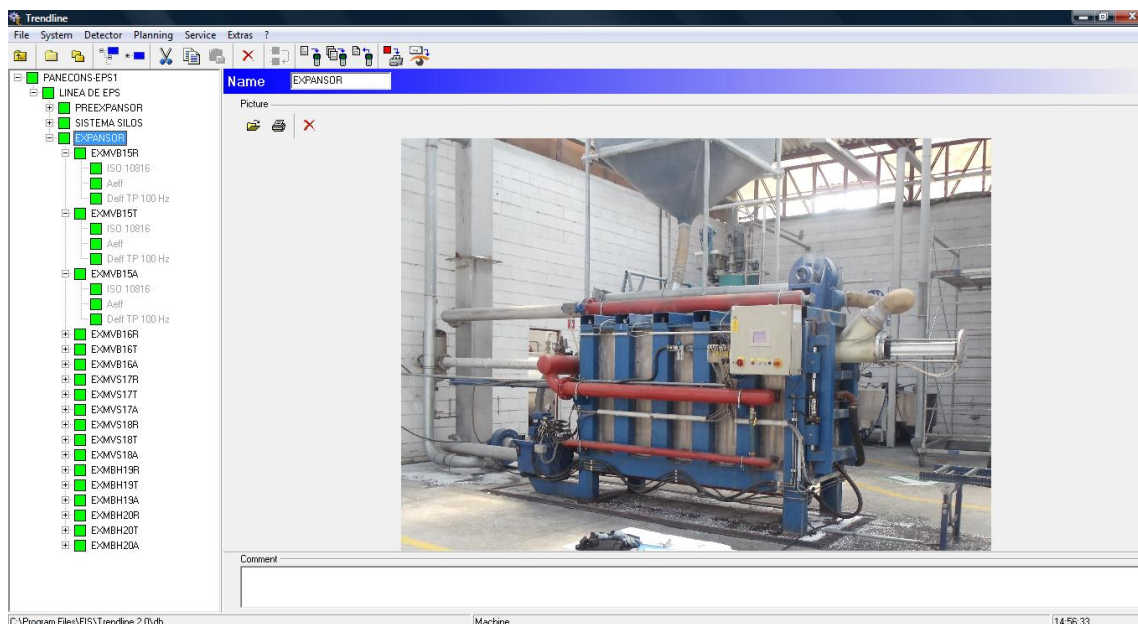 Trendline
File System Detector Planning Service Extras ?
PANECONS-EPS1
LINEA DE EPS
PREEXPANSOR
SISTEMA SILOS
EXPANSOR
EXMVB15R
ISO 10816
Aeff
Deff TP 100 Hz
EXMVB15T
ISO 10816
Aeff
Deff TP 100 Hz
EXMVB15A
ISO 10816
Aeff
Deff TP 100 Hz
EXMVB16R
EXMVB16T
EXMVB16A
EXMVS17R
EXMVS17T
EXMVS17A
EXMVS18R
EXMVS18T
EXMVS18A
EXMBH19R
EXMBH19T
EXMBH19A
EXMBH20R
EXMBH20T
EXMBH20A
Name EXPANSOR
Picture
Comment
C:\Program Files\FIS\Trendline 2.0\db Machine 14:56:33